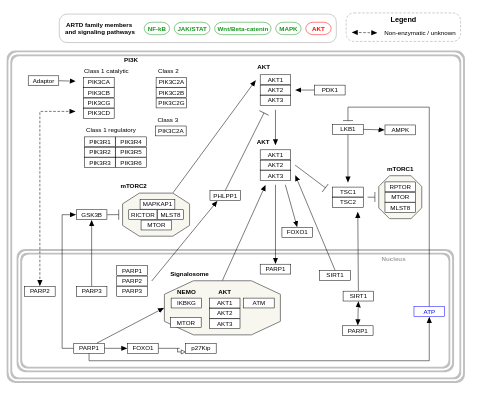 ARTD family members
and signaling pathways
NF-kB
JAK/STAT
Wnt/Beta-catenin
MAPK
AKT
Legend
Non-enzymatic / unknown
PI3K
Adaptor
Class 1 catalytic
PIK3CA
PIK3CB
PIK3CG
PIK3CD
Class 2
PIK3C2A
PIK3C2B
PIK3C2G
Class 3
PIK3C2A
Class 1 regulatory
PIK3R1
PIK3R4
PIK3R2
PIK3R5
PIK3R3
PIK3R6
AKT
AKT1
AKT2
AKT3
PDK1
LKB1
AMPK
AKT
AKT1
AKT2
AKT3
mTORC1
RPTOR
MTOR
MLST8
TSC1
TSC2
mTORC2
MAPKAP1
RICTOR
MLST8
MTOR
PHLPP1
GSK3B
FOXO1
Nucleus
PARP1
PARP1
PARP2
PARP3
SIRT1
Signalosome
NEMO
IKBKG
MTOR
AKT
AKT1
AKT2
AKT3
ATM
PARP2
PARP3
SIRT1
PARP1
ATP
PARP1
FOXO1
p27Kip